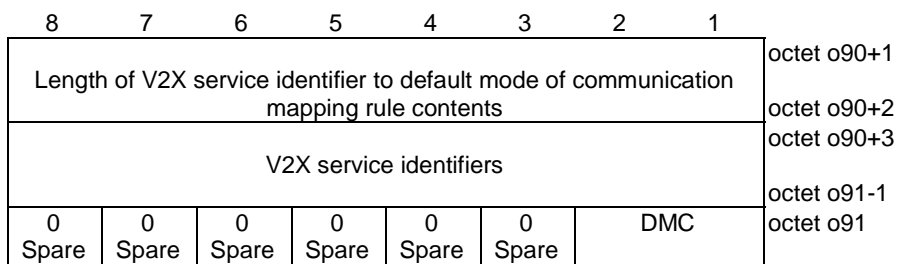 8 7 6 5 4 3 2 1
Length of V2X service identifier to default mode of communication
mapping rule contents
octet o90+1
octet o90+2
V2X service identifiers
octet o90+3
octet o91-1
0 0 0 0 0 0 DMC octet o91
Spare Spare Spare Spare Spare Spare